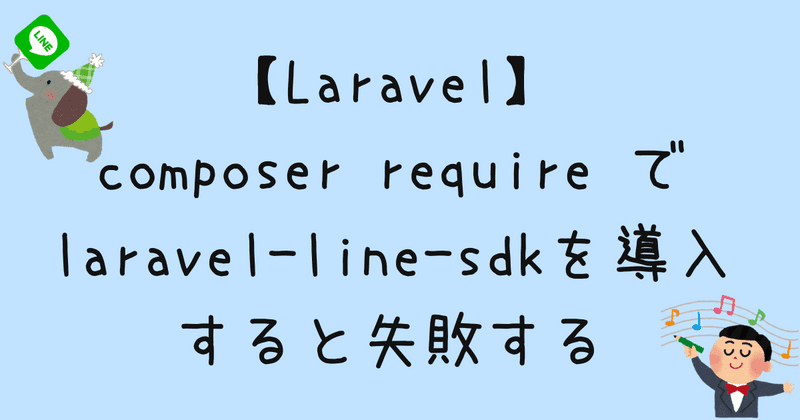 LINE
【Laravel】
composer require で
laravel-line-sdkを導入
すると失敗する